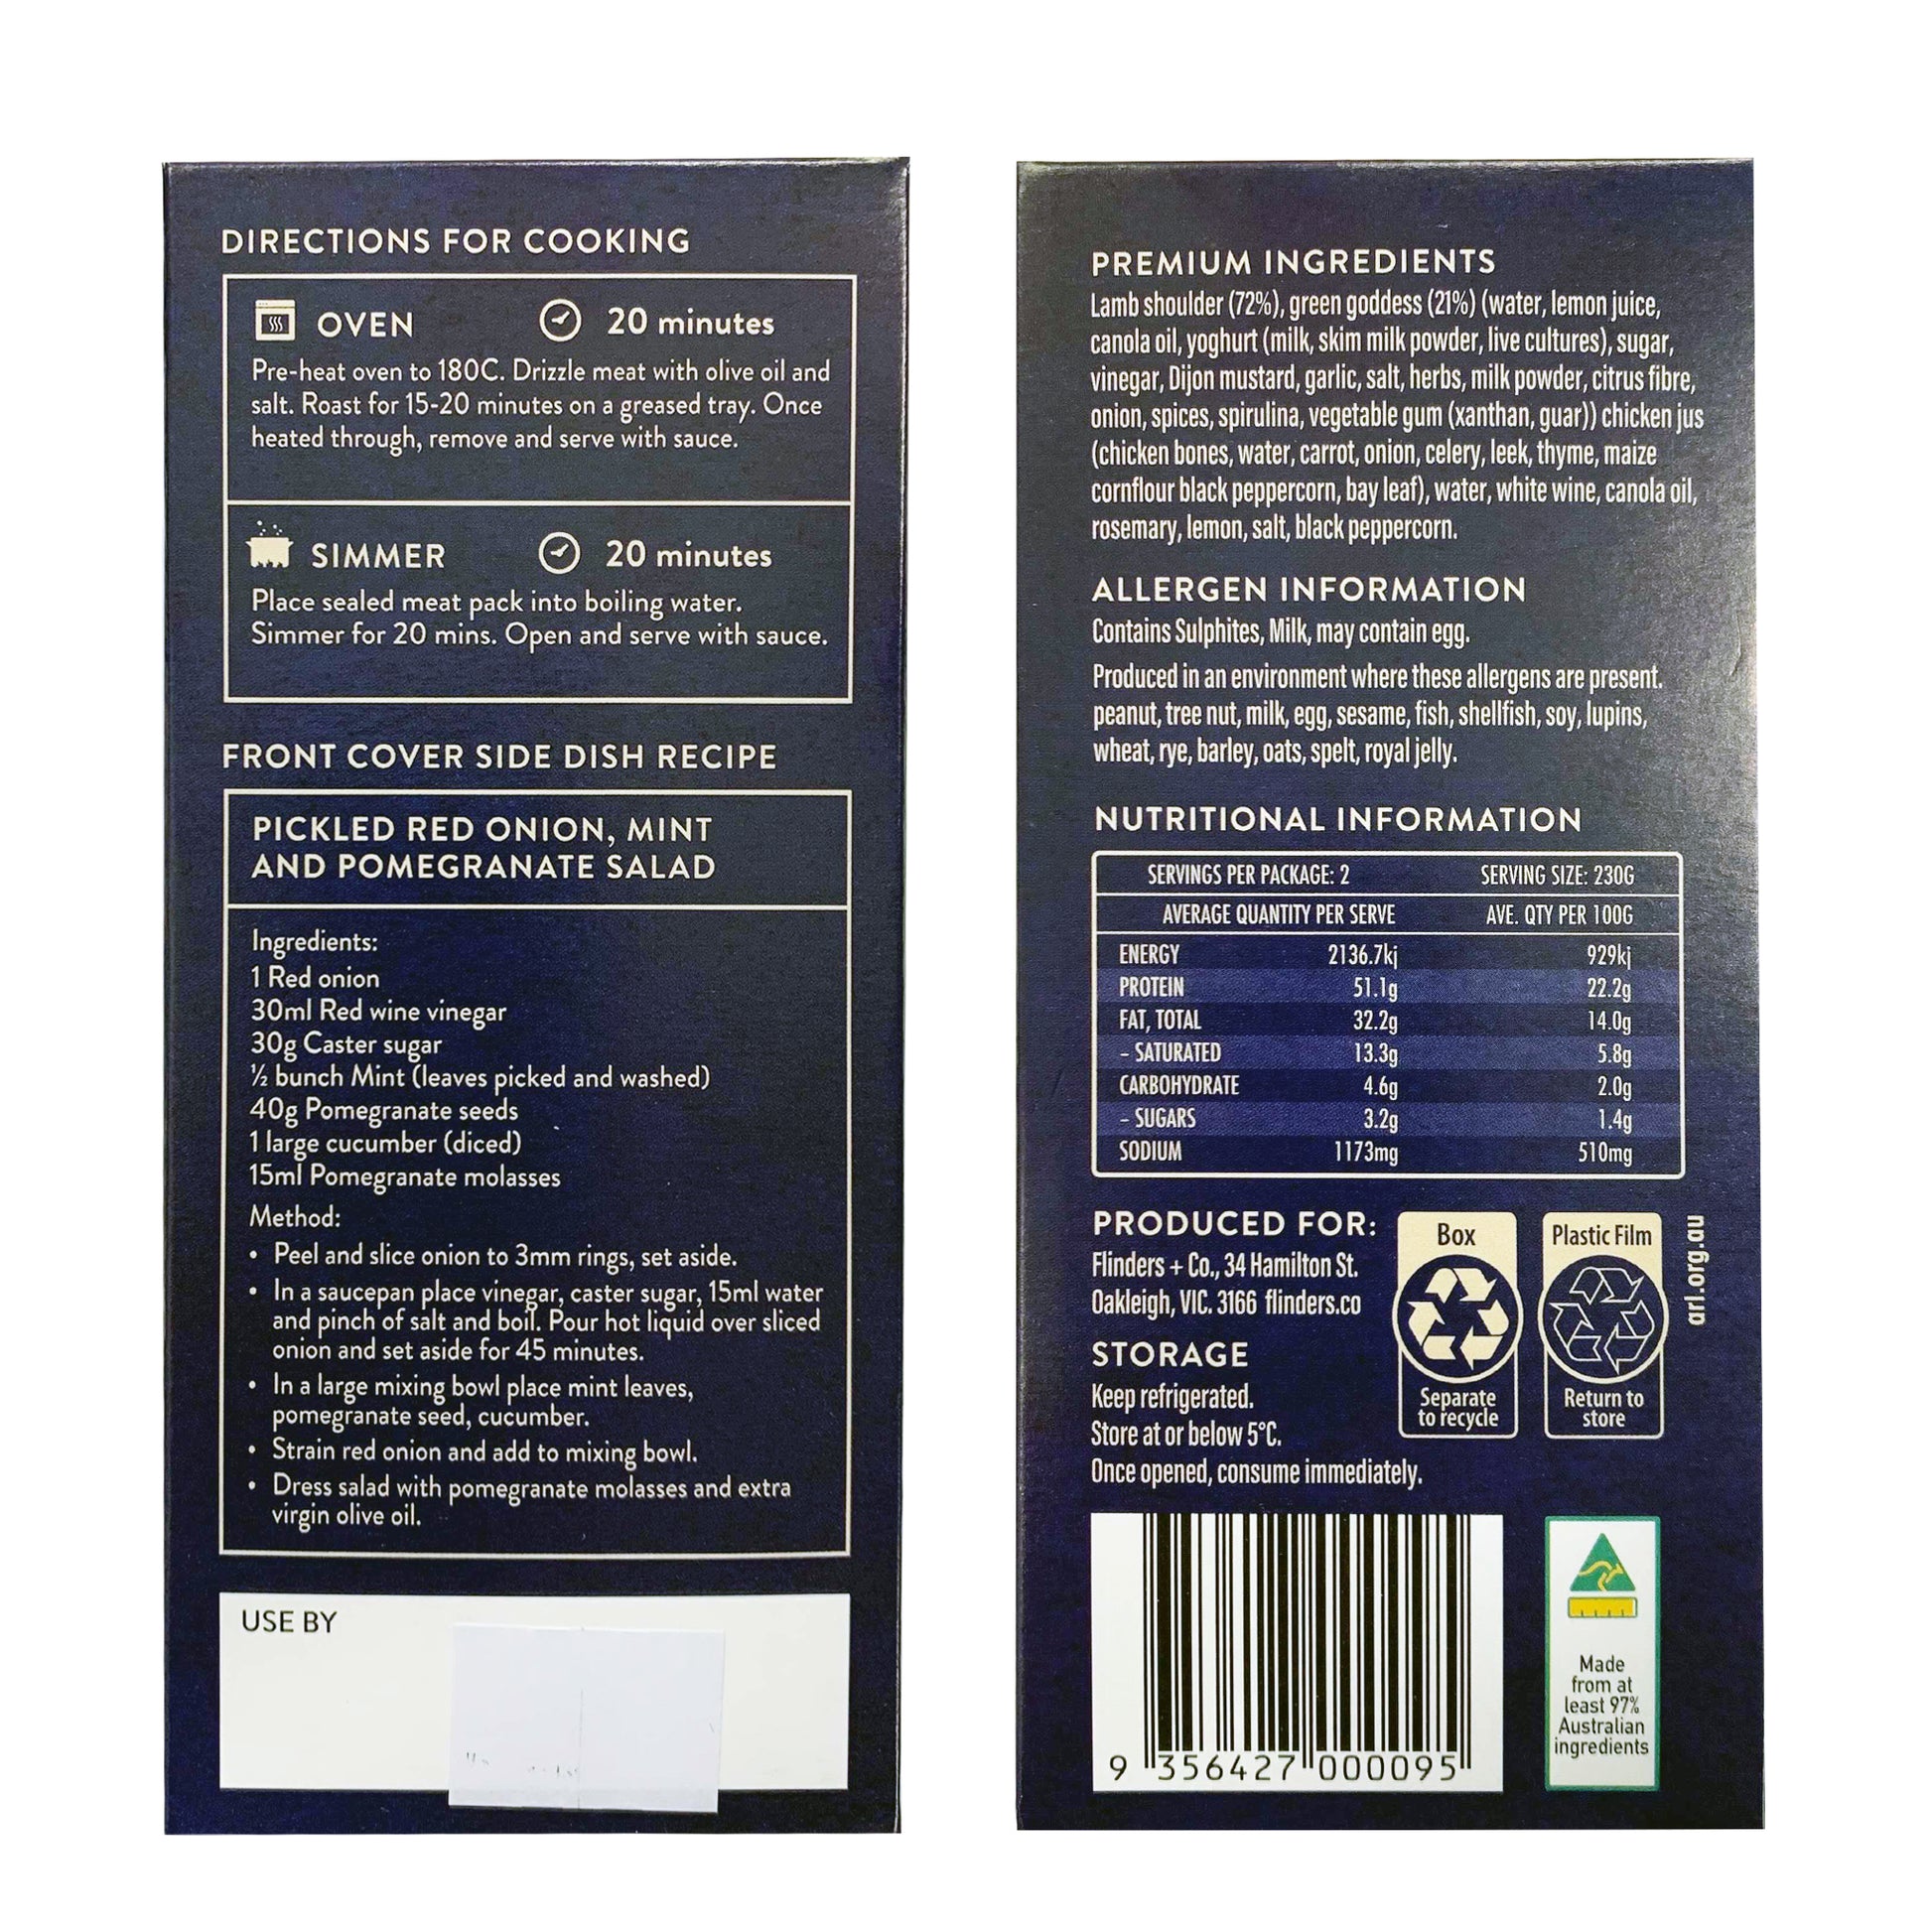 DIRECTIONS FOR COOKING
OVEN 20 minutes
Pre-heat oven to 180C. Drizzle meat with olive oil and
salt. Roast for 15-20 minutes on a greased tray. Once
heated through, remove and serve with sauce.
SIMMER 20 minutes
Place sealed meat pack into boiling water.
Simmer for 20 mins. Open and serve with sauce.
FRONT COVER SIDE DISH RECIPE
PICKLED RED ONION, MINT
AND POMEGRANATE SALAD
Ingredients:
1 Red onion
30ml Red wine vinegar
30g Caster sugar
½ bunch Mint (leaves picked and washed)
40g Pomegranate seeds
1 large cucumber (diced)
15ml Pomegranate molasses
Method:
• Peel and slice onion to 3mm rings, set aside.
• In a saucepan place vinegar, caster sugar, 15ml water
and pinch of salt and boil. Pour hot liquid over sliced
onion and set aside for 45 minutes.
• In a large mixing bowl place mint leaves,
pomegranate seed, cucumber.
• Strain red onion and add to mixing bowl.
• Dress salad with pomegranate molasses and extra
virgin olive oil.
USE BY
PREMIUM INGREDIENTS
Lamb shoulder (72%), green goddess (21%) (water, lemon juice,
canola oil, yoghurt (milk, skim milk powder, live cultures), sugar,
vinegar, Dijon mustard, garlic, salt, herbs, milk powder, citrus fibre,
onion, spices, spirulina, vegetable gum (xanthan, guar)) chicken jus
(chicken bones, water, carrot, onion, celery, leek, thyme, maize
cornflour black peppercorn, bay leaf), water, white wine, canola oil,
rosemary, lemon, salt, black peppercorn.
ALLERGEN INFORMATION
Contains Sulphites, Milk, may contain egg.
Produced in an environment where these allergens are present.
peanut, tree nut, milk, egg, sesame, fish, shellfish, soy, lupins,
wheat, rye, barley, oats, spelt, royal jelly.
NUTRITIONAL INFORMATION
SERVINGS PER PACKAGE: 2 SERVING SIZE: 230G
AVERAGE QUANTITY PER SERVE AVE. QTY PER 100G
ENERGY 2136.7kj 929kj
PROTEIN 51.1g 22.2g
FAT, TOTAL 32.2g 14.0g
- SATURATED 13.3g 5.8g
CARBOHYDRATE 4.6g 2.0g
- SUGARS 3.2g 1.4g
SODIUM 1173mg 510mg
PRODUCED FOR:
Flinders + Co., 34 Hamilton St.
Oakleigh, VIC. 3166 flinders.co
STORAGE
Keep refrigerated.
Store at or below 5°C.
Once opened, consume immediately.
Box
Separate
to recycle
Plastic Film
Return to
store
arl.org.au
9 356427 000095
Made
from at
least 97%
Australian
ingredients